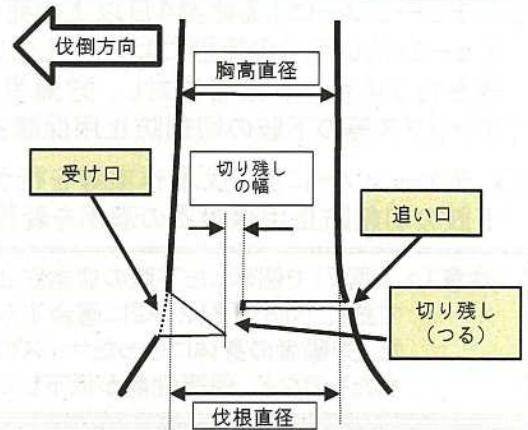 伐倒方向
胸高直径
受け口
切り残し
の幅
追い口
切り残し
（つる）
伐根直径